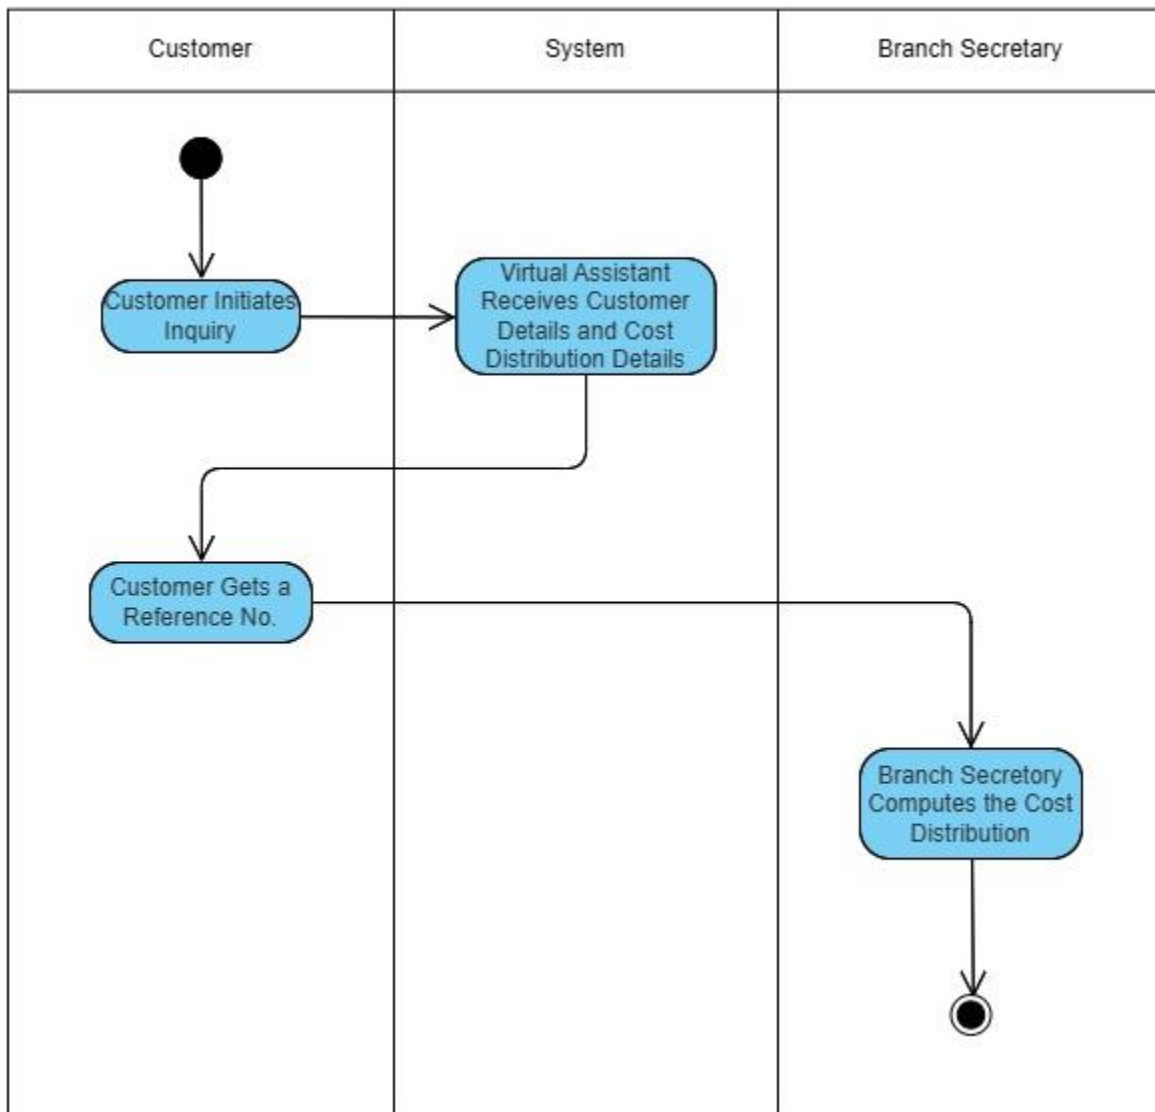 Customer
System
Branch Secretary
Customer Initiates
Inquiry
Virtual Assistant
Receives Customer
Details and Cost
Distribution Details
Customer Gets a
Reference No.
Branch Secretory
Computes the Cost
Distribution